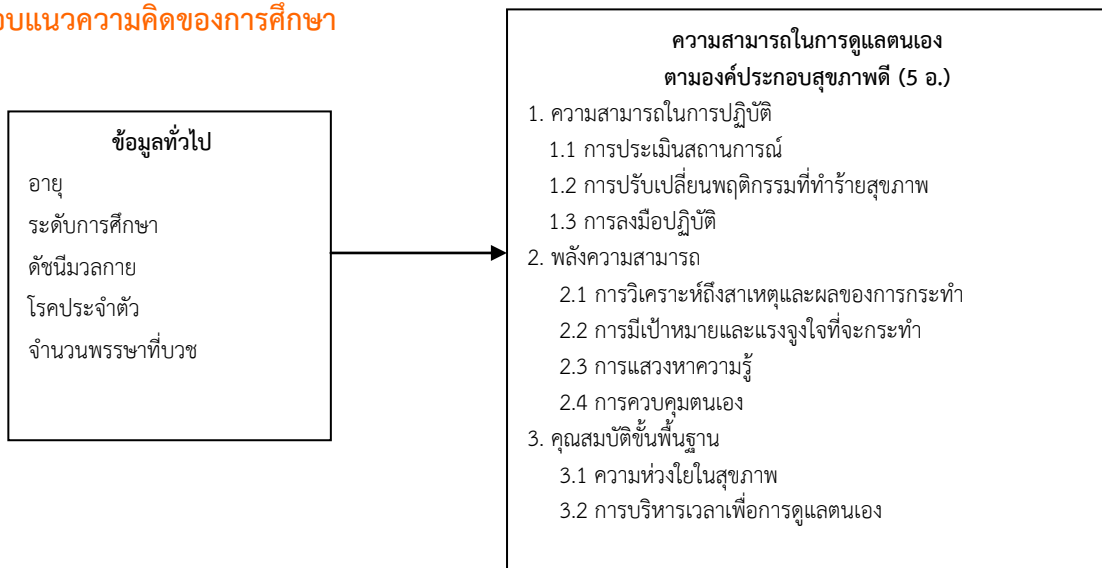 อบแนวความคิดของการศึกษา
ข้อมูลทั่วไป
อายุ
ระดับการศึกษา
ดัชนีมวลกาย
โรคประจำตัว
จำนวนพรรษาที่บวช
ความสามารถในการดูแลตนเอง
ตามองค์ประกอบสุขภาพดี (5 อ.)
1. ความสามารถในการปฏิบัติ
1.1 การประเมินสถานการณ์
1.2 การปรับเปลี่ยนพฤติกรรมที่ทำร้ายสุขภาพ
1.3 การลงมือปฏิบัติ
2. พลังความสามารถ
2.1 การวิเคราะห์ถึงสาเหตุและผลของการกระทำ
2.2 การมีเป้าหมายและแรงจูงใจที่จะกระทำ
2.3 การแสวงหาความรู้
2.4 การควบคุมตนเอง
3. คุณสมบัติขั้นพื้นฐาน
3.1 ความห่วงใยในสุขภาพ
3.2 การบริหารเวลาเพื่อการดูแลตนเอง